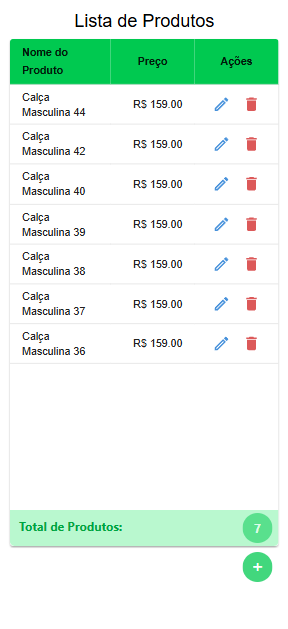 Lista de Produtos
Nome do
Produto
Preço
Ações
Calça
Masculina 44
R$ 159.00
Calça
Masculina 42
R$ 159.00
Calça
Masculina 40
R$ 159.00
Calça
Masculina 39
R$ 159.00
Calça
Masculina 38
R$ 159.00
Calça
Masculina 37
R$ 159.00
Calça
Masculina 36
R$ 159.00
Total de Produtos: 7
+